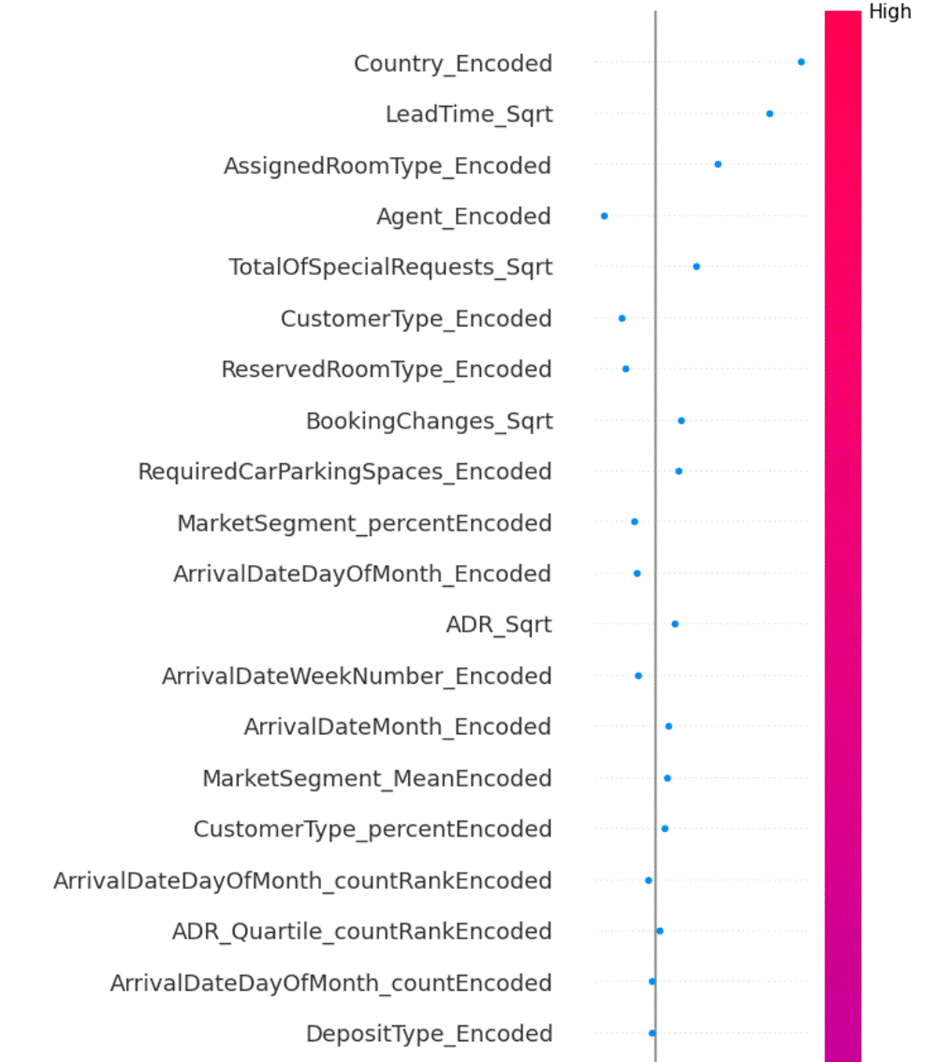 High
Country_Encoded
LeadTime_Sqrt
AssignedRoomType_Encoded
Agent_Encoded
TotalOfSpecialRequests_Sqrt
CustomerType_Encoded
ReservedRoomType_Encoded
BookingChanges_Sqrt
RequiredCarParkingSpaces_Encoded
MarketSegment_percentEncoded
ArrivalDateDayOfMonth_Encoded
ADR_Sqrt
ArrivalDateWeekNumber_Encoded
ArrivalDateMonth_Encoded
MarketSegment_MeanEncoded
CustomerType_percentEncoded
ArrivalDateDayOfMonth_countRankEncoded
ADR_Quartile_countRankEncoded
ArrivalDateDayOfMonth_countEncoded
DepositType_Encoded